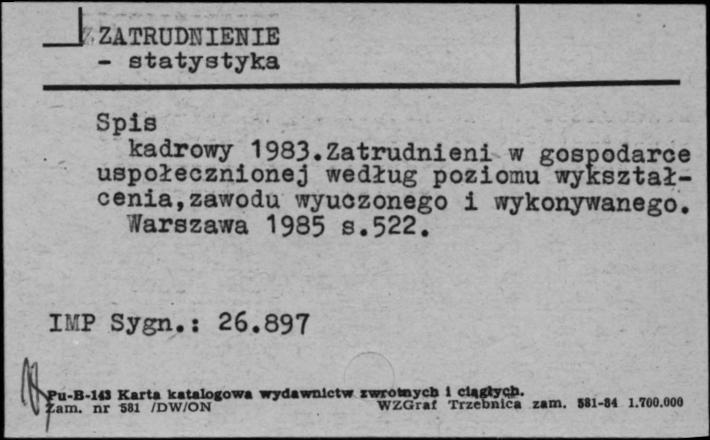 ZATRUDNIENIE
- statystyka
Spis
kadrowy 1983.Zatrudnieni w gospodarce
uspołecznionej według poziomu wykształ-
cenia,zawodu wyuczonego i wykonywanego.
Warszawa 1985 s.522.
IMP Sygn.: 26.897
Pu-B-143 Karta katalogowa wydawnictw zwrotnych i ciągłych.
Zam. nr 581 /DW/ON WZGraf Trzebnica zam. 581-84 1.700.000